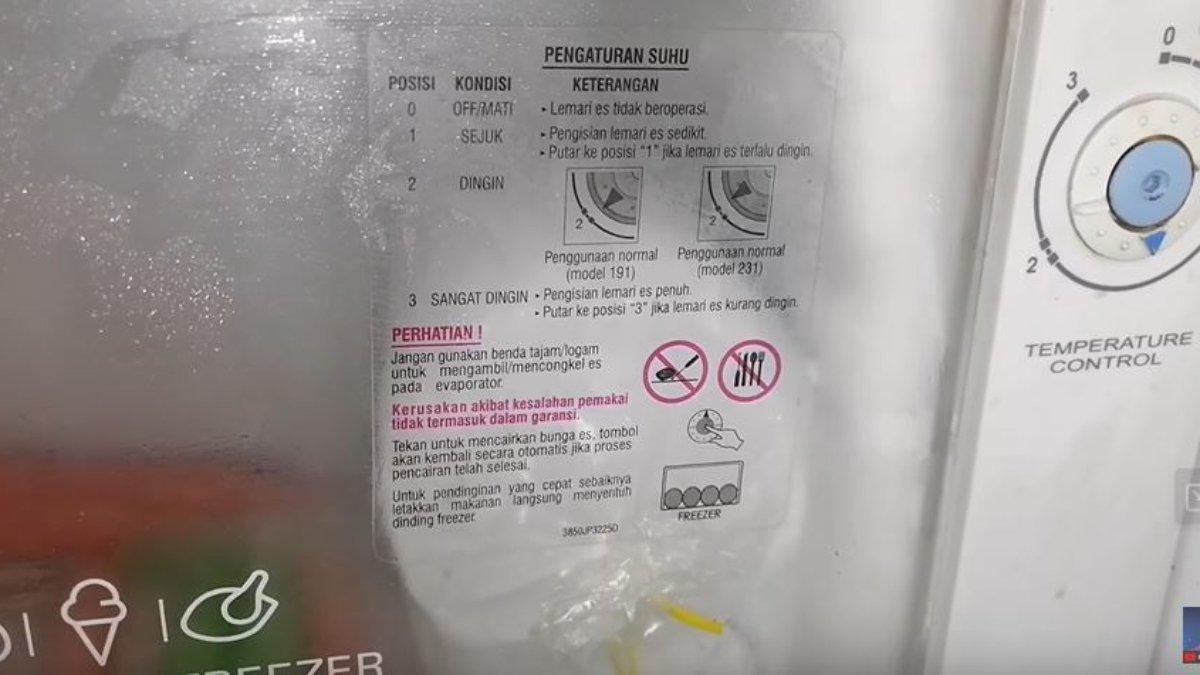 PENGATURAN SUHU
POSISI KONDISI KETERANGAN
0 OFF/MATI - Lemari es tidak beroperasi.
1 SEJUK - Pengisian lemari es sedikit.
- Putar ke posisi "1" jika lemari es terlalu dingin.
2 DINGIN
2 2
Penggunaan normal Penggunaan normal
(model 191) (model 231)
3 SANGAT DINGIN - Pengisian lemari es penuh.
- Putar ke posisi "3" jika lemari es kurang dingin.
PERHATIAN !
Jangan gunakan benda tajam/logam
untuk mengambil/mencongkel es
pada evaporator.
Kerusakan akibat kesalahan pemakai
tidak termasuk dalam garansi.
Tekan untuk mencairkan bunga es, tombol
akan kembali secara otomatis jika proses
pencairan telah selesai.
Untuk pendinginan yang cepat sebaiknya
letakkan makanan langsung menyentuh
dinding freezer.
FREEZER
3850JP3225D
0
3
2
TEMPERATURE
CONTROL
FREEZER